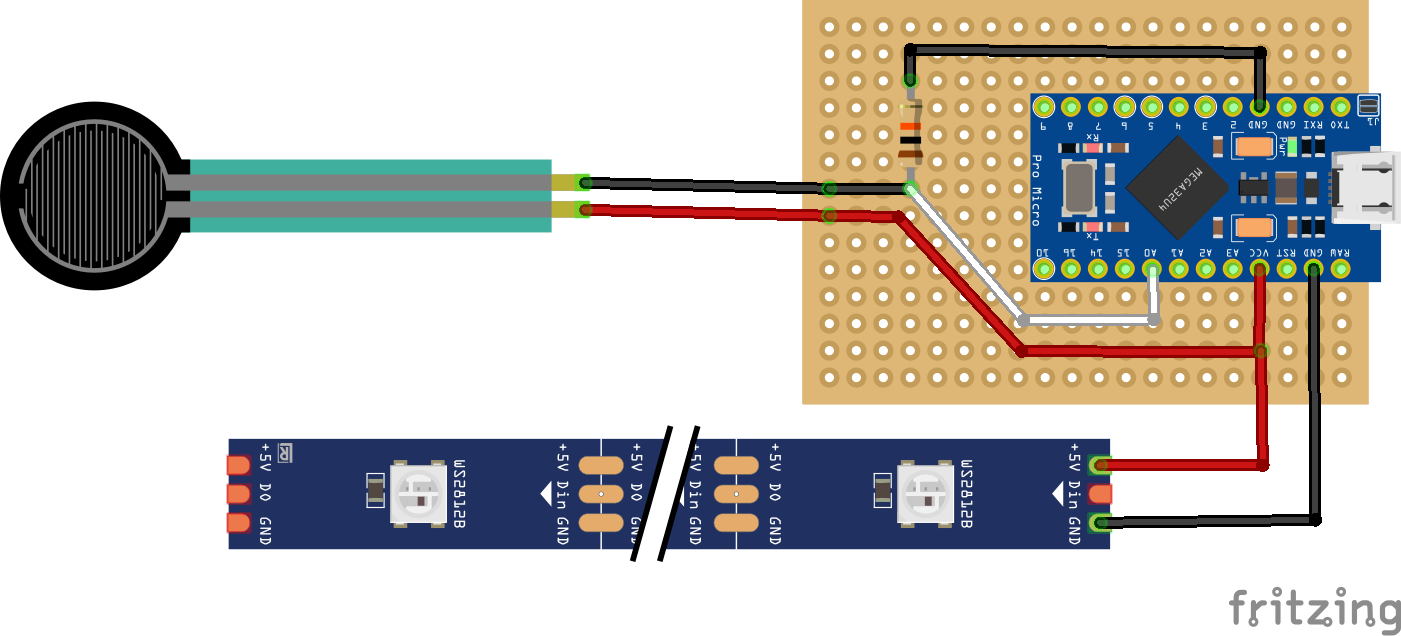 9 8 7 6 5 4 3 2 GND GND RXI TXO
J1
Rx
PWR
Pro Micro
MEGA32U4
Tx
10 16 14 15 A0 A1 A2 A3 VCC RST GND RAW
+5V +5V +5V +5V +5V +5V
DO WS2812B Din DO Din DO WS2812B Din
GND GND GND GND GND GND
fritzing